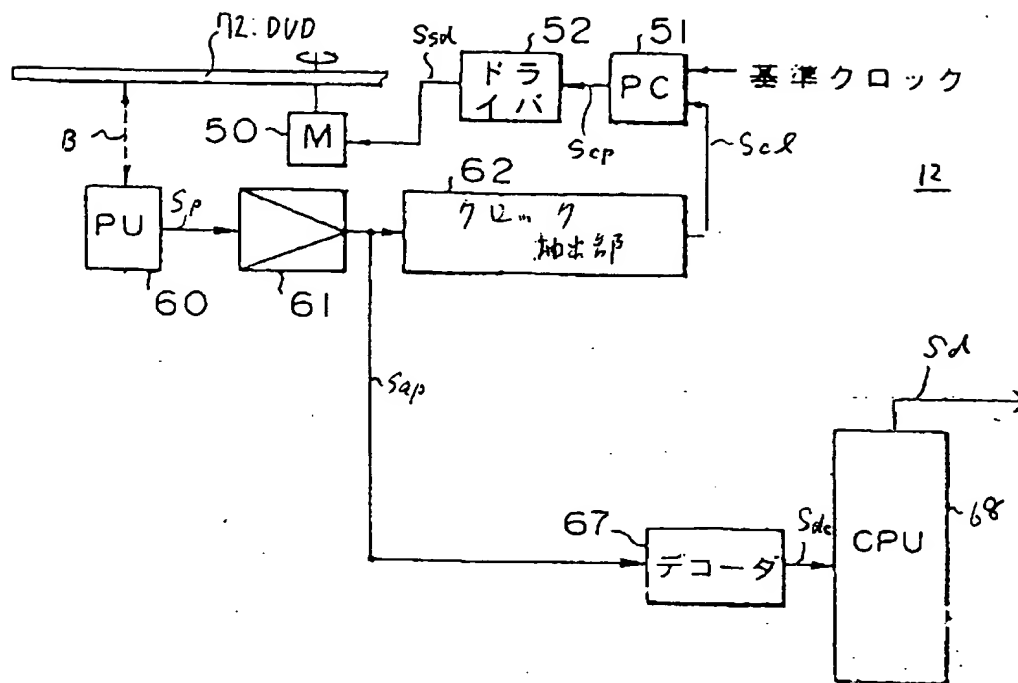 72: DVD
Ssd
52
ドライバ
51
PC
基準クロック
Scp
Scl
12
B
50
M
62
クロック
抽出部
PU
Sp
60
61
Sap
Sd
67
デコーダ
Sdc
CPU
68